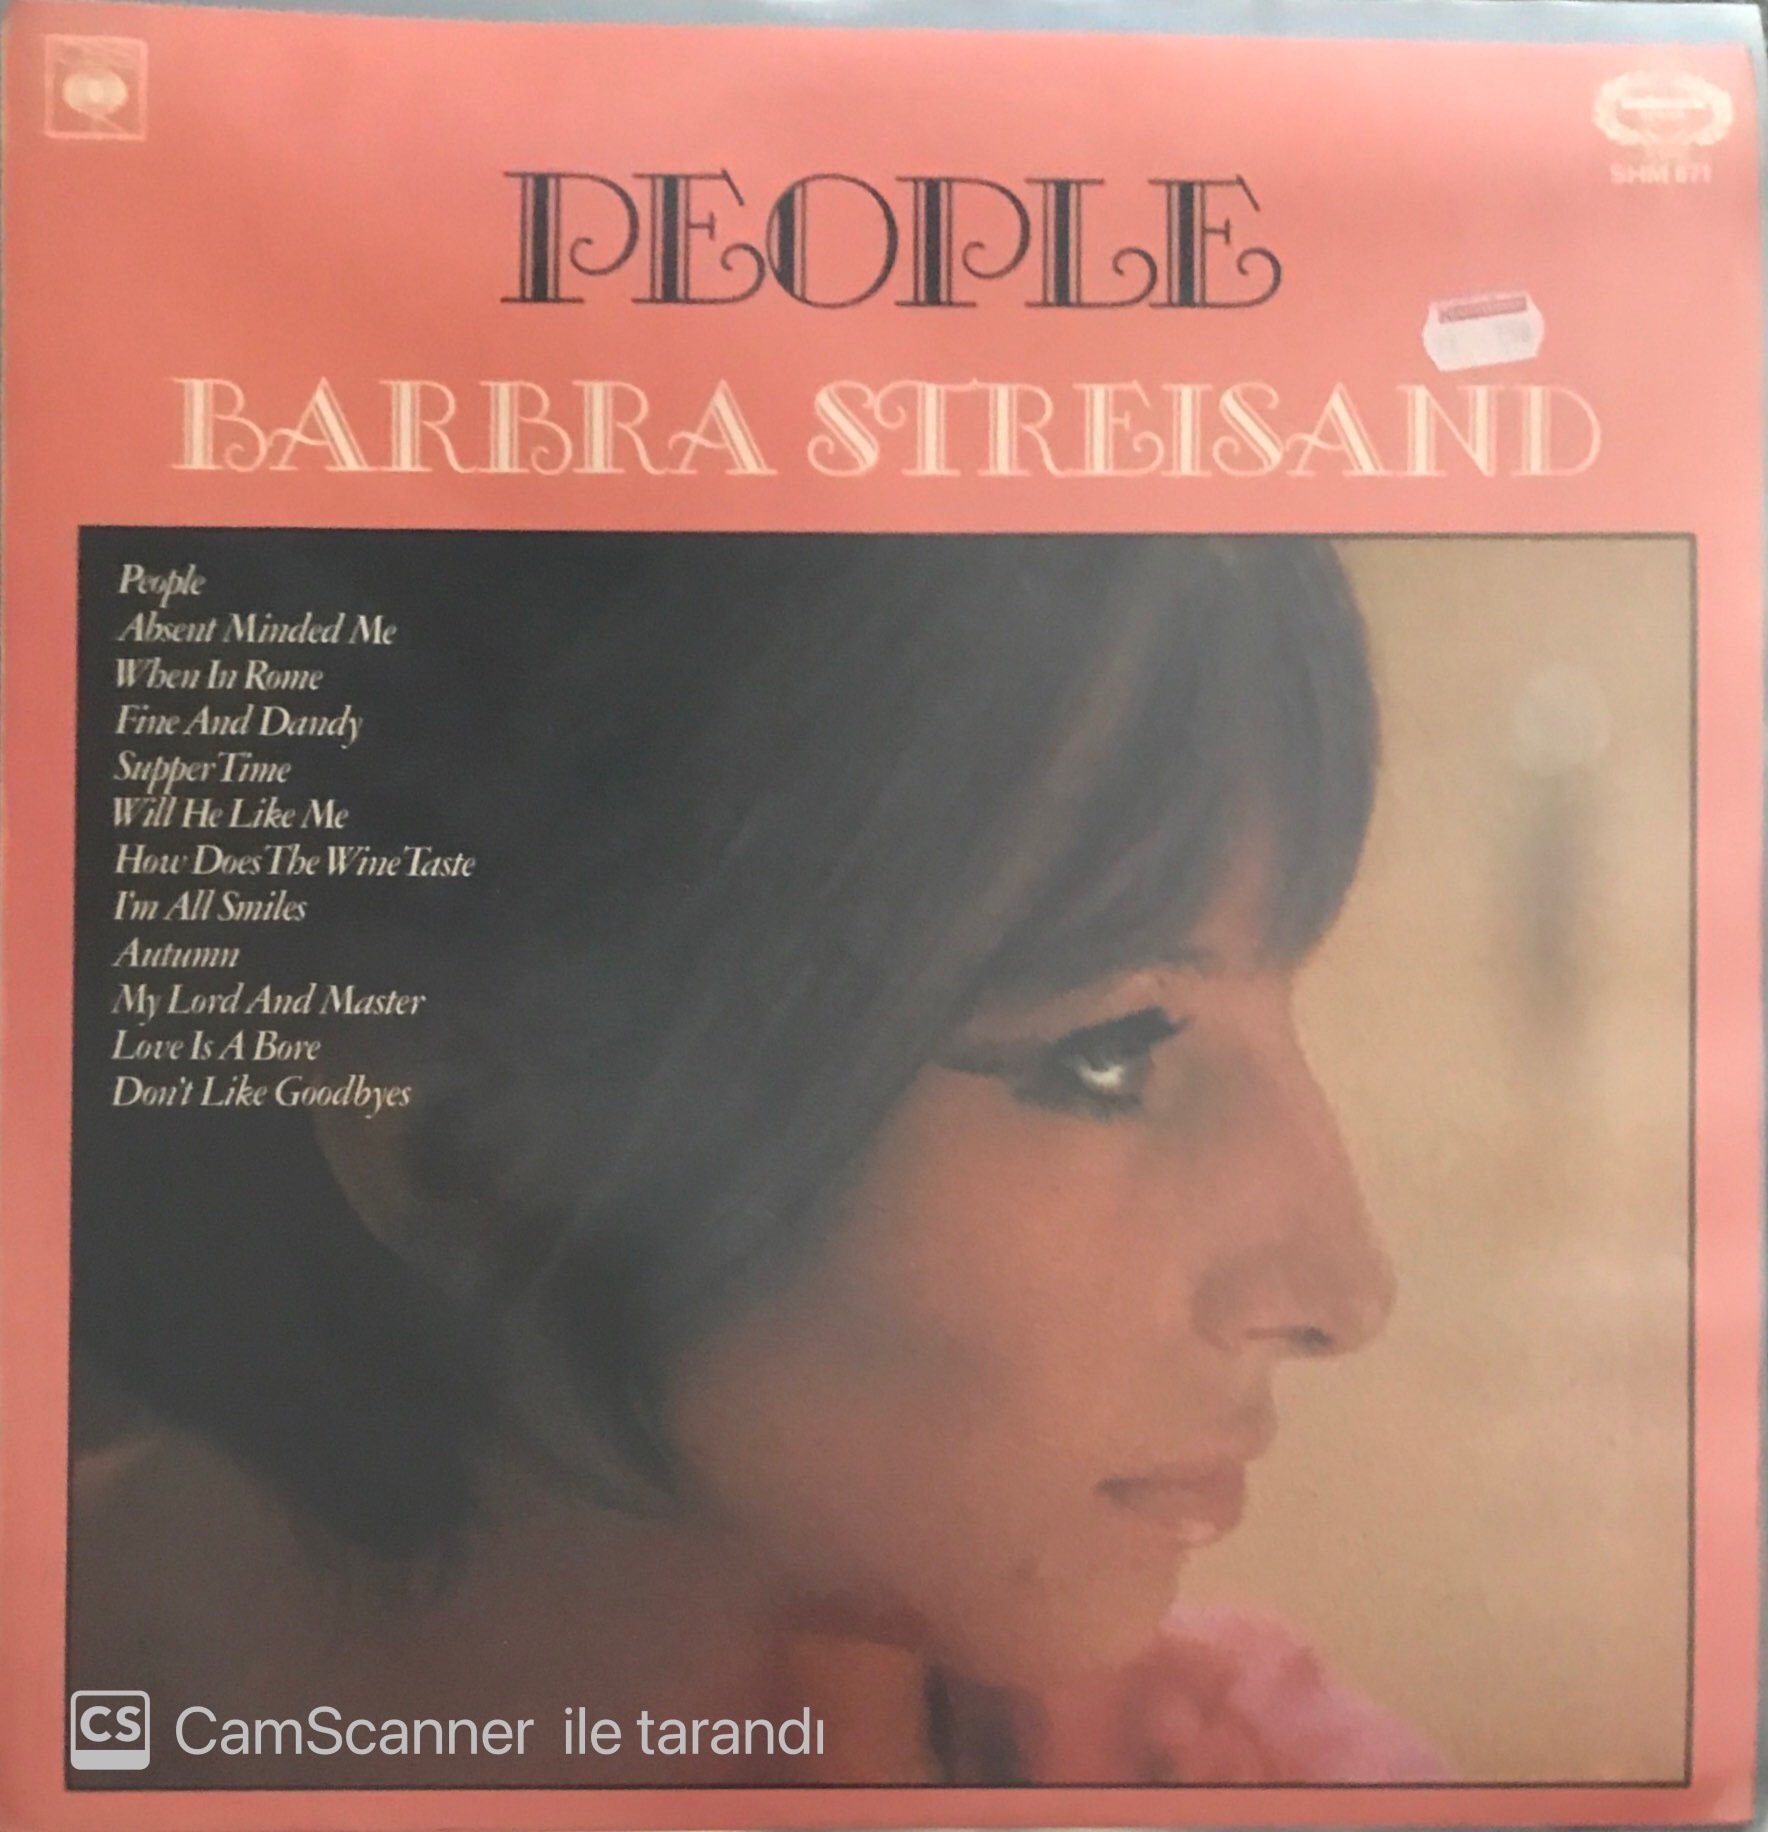 SHM 871
PEOPLE
BARBRA STREISAND
People
Absent Minded Me
When In Rome
Fine And Dandy
Supper Time
Will He Like Me
How Does The Wine Taste
I'm All Smiles
Autumn
My Lord And Master
Love Is A Bore
Don't Like Goodbyes
CS CamScanner ile tarandı